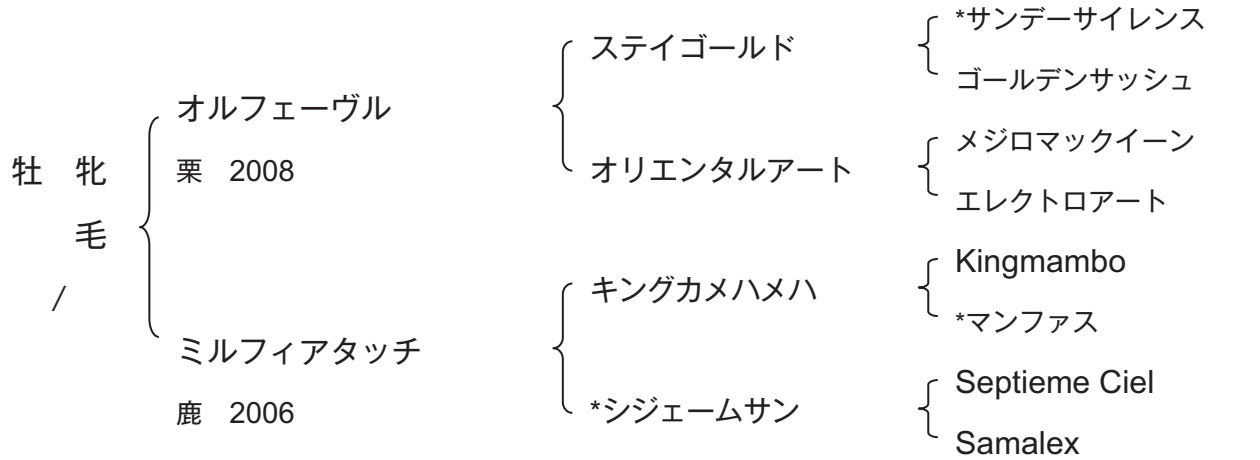 牡 牝
毛
/
オルフェーヴル
栗 2008
ミルフィアタッチ
鹿 2006
ステイゴールド
オリエンタルアート
キングカメハメハ
*シジェームサン
*サンデーサイレンス
ゴールデンサッシュ
メジロマックイーン
エレクトロアート
Kingmambo
*マンファス
Septieme Ciel
Samalex